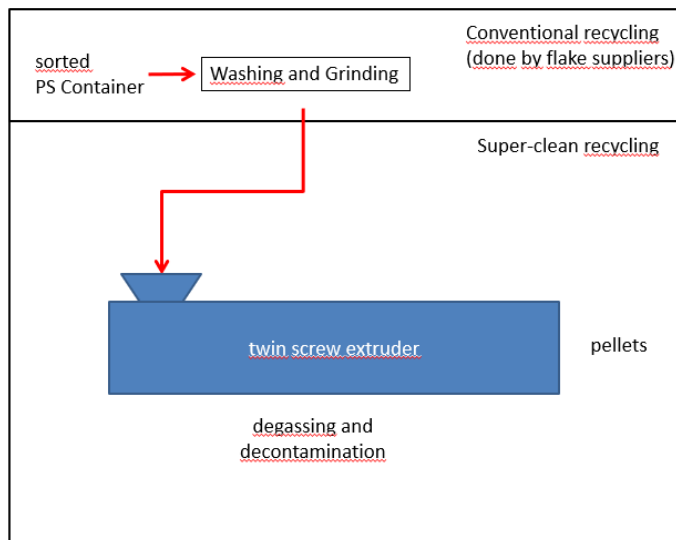 Conventional recycling
(done by flake suppliers)
sorted
PS Container
Washing and Grinding
Super-clean recycling
twin screw extruder
pellets
degassing and
decontamination